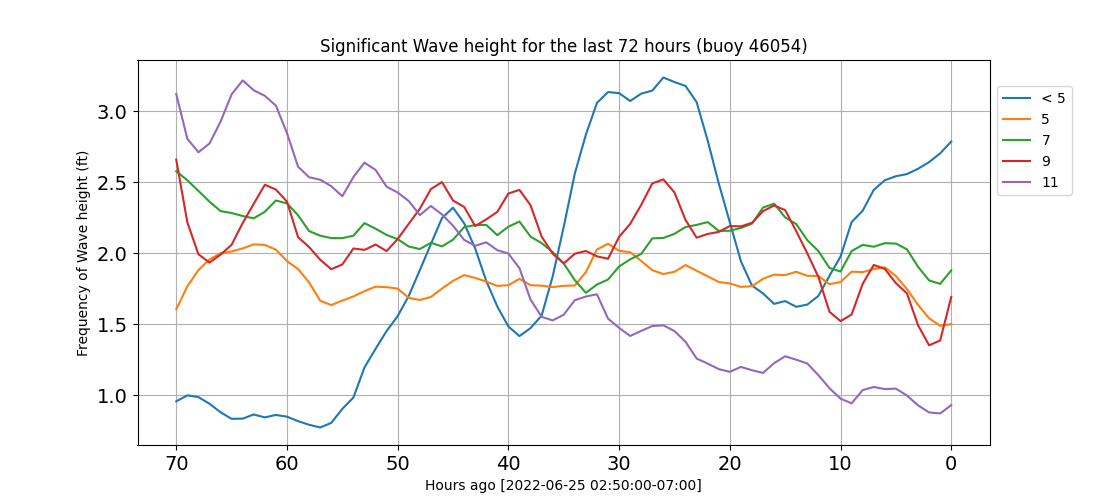 Significant Wave height for the last 72 hours (buoy 46054)
Frequency of Wave height (ft)
3.0
2.5
2.0
1.5
1.0
70 60 50 40 30 20 10 0
Hours ago [2022-06-25 02:50:00-07:00]
< 5
5
7
9
11